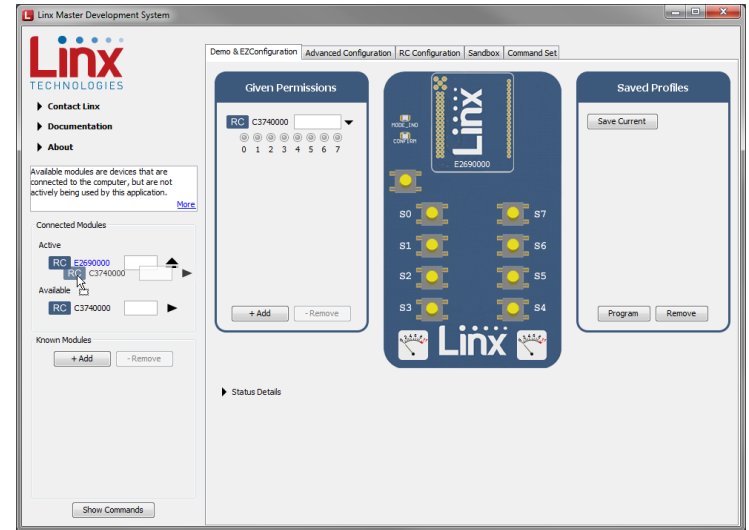 Linx Master Development System
Linx
TECHNOLOGIES
Contact Linx
Documentation
About
Available modules are devices that are
connected to the computer, but are not
actively being used by this application.
More
Connected Modules
Active
RC E2690000
RC C3740000
Available
RC C3740000
Known Modules
+ Add - Remove
Show Commands
Demo & EZConfiguration Advanced Configuration RC Configuration Sandbox Command Set
Given Permissions
RC C3740000
0 1 2 3 4 5 6 7
+ Add - Remove
MODE_IND
CONFIRM
Linx
E2690000
S0 S7
S1 S6
S2 S5
S3 S4
Linx
Saved Profiles
Save Current
Program Remove
Status Details